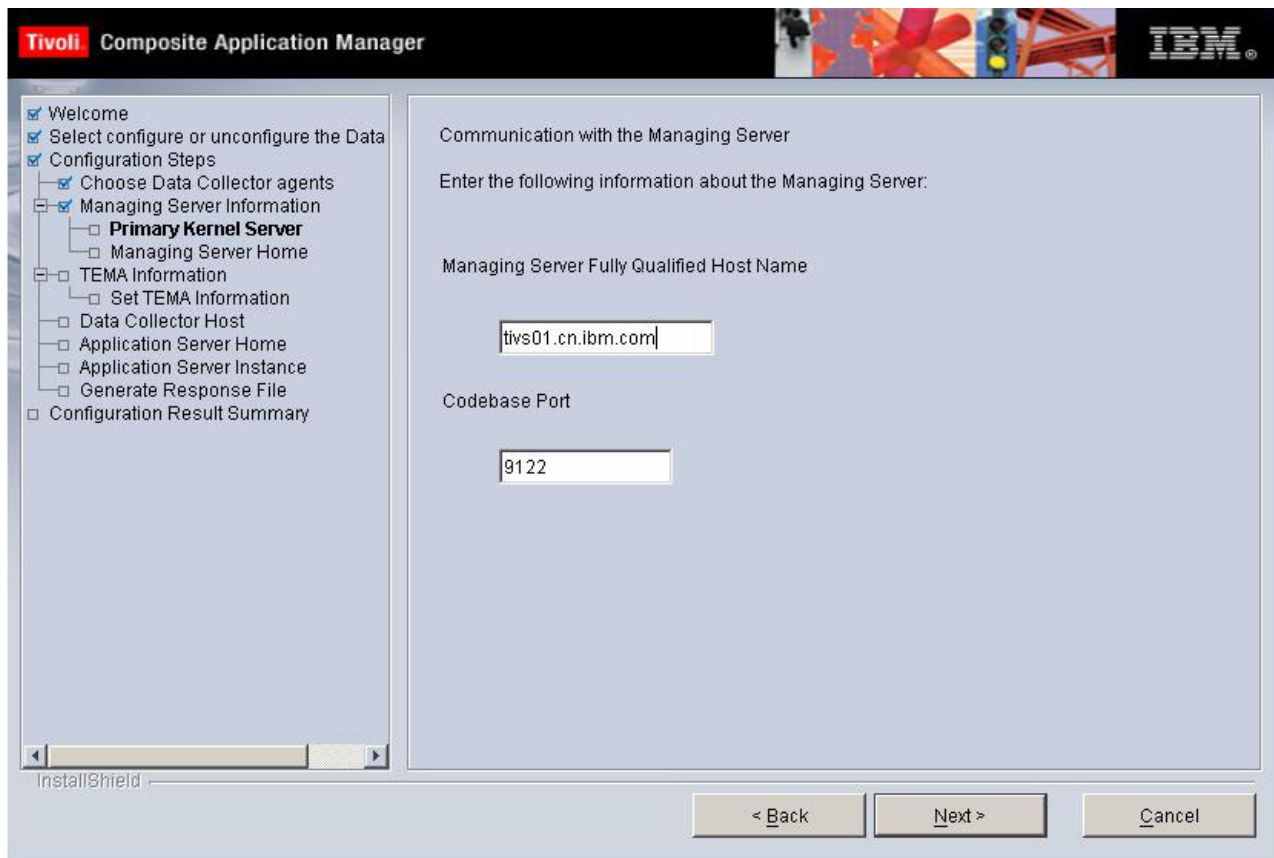 Tivoli. Composite Application Manager
IBM®
Welcome
Select configure or unconfigure the Data
Configuration Steps
Choose Data Collector agents
Managing Server Information
Primary Kernel Server
Managing Server Home
TEMA Information
Set TEMA Information
Data Collector Host
Application Server Home
Application Server Instance
Generate Response File
Configuration Result Summary
Communication with the Managing Server
Enter the following information about the Managing Server:
Managing Server Fully Qualified Host Name
tivs01.cn.ibm.com
Codebase Port
9122
InstallShield
< Back
Next >
Cancel